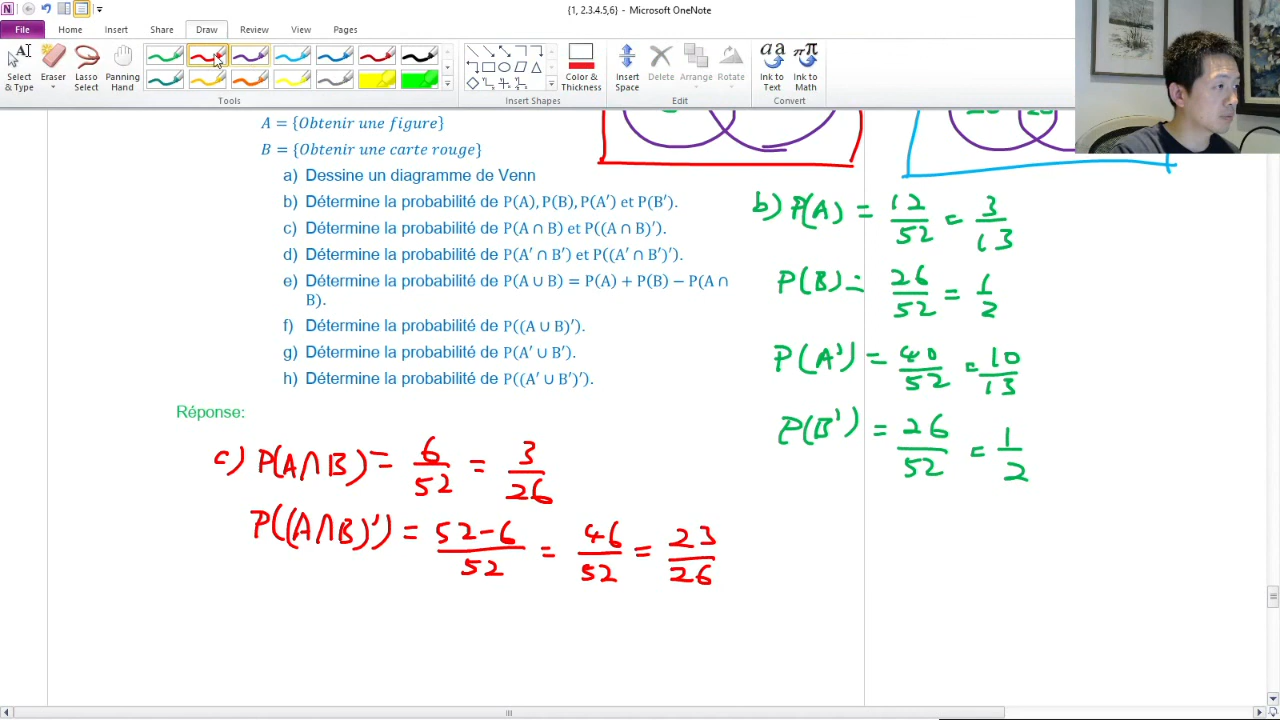 {1, 2.3.4.5,6} - Microsoft OneNote
File Home Insert Share Draw Review View Pages
Select & Type
Eraser
Lasso Select
Panning Hand
Color & Thickness
Insert Space
Delete
Arrange
Rotate
Ink to Text
Ink to Math
Tools Insert Shapes Edit Convert
A = {Obtenir une figure}
B = {Obtenir une carte rouge}
a) Dessine un diagramme de Venn
b) Détermine la probabilité de P(A), P(B), P(A′) et P(B′).
c) Détermine la probabilité de P(A ∩ B) et P((A ∩ B)′).
d) Détermine la probabilité de P(A′ ∩ B′) et P((A′ ∩ B′)′).
e) Détermine la probabilité de P(A ∪ B) = P(A) + P(B) − P(A ∩
B).
f) Détermine la probabilité de P((A ∪ B)′).
g) Détermine la probabilité de P(A′ ∪ B′).
h) Détermine la probabilité de P((A′ ∪ B′)′).
Réponse:
c) P(A∩B) = 6/52 = 3/26
P((A∩B)') = 52-6/52 = 46/52 = 23/26
b) P(A) = 12/52 = 3/13
P(B) = 26/52 = 1/2
P(A') = 40/52 = 10/13
P(B') = 26/52 = 1/2